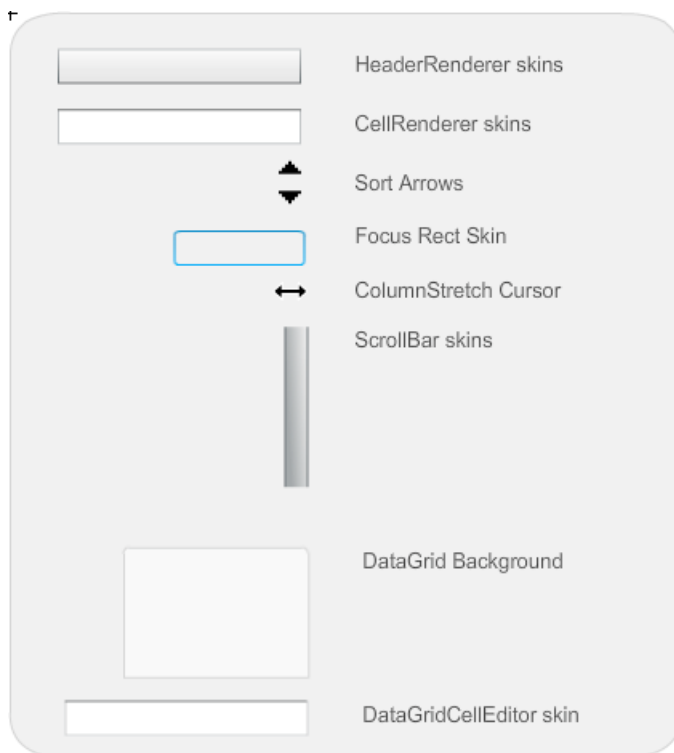 HeaderRenderer skins
CellRenderer skins
Sort Arrows
Focus Rect Skin
ColumnStretch Cursor
ScrollBar skins
DataGrid Background
DataGridCellEditor skin